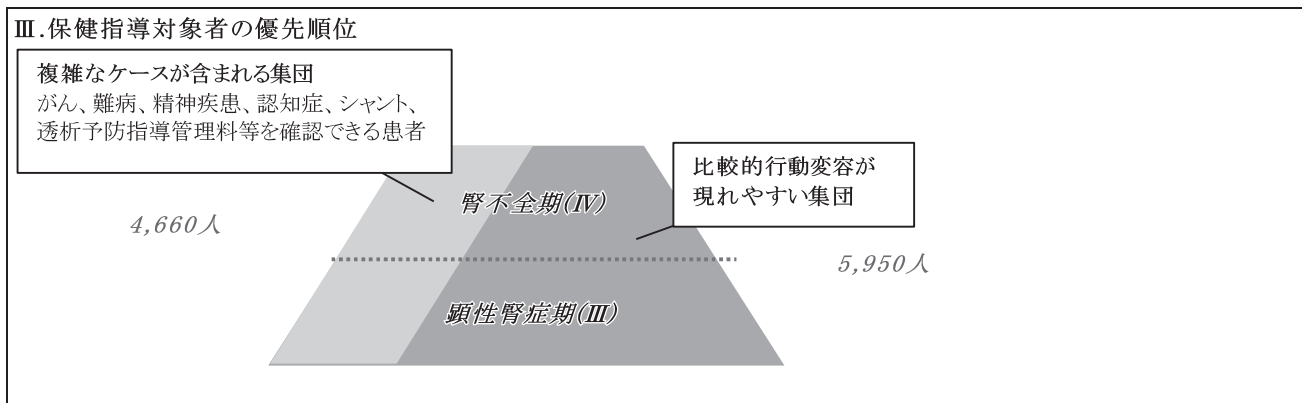 Ⅲ.保健指導対象者の優先順位
複雑なケースが含まれる集団
がん、難病、精神疾患、認知症、シャント、
透析予防指導管理料等を確認できる患者
比較的行動変容が
現れやすい集団
腎不全期(Ⅳ)
4,660人
5,950人
顕性腎症期(Ⅲ)